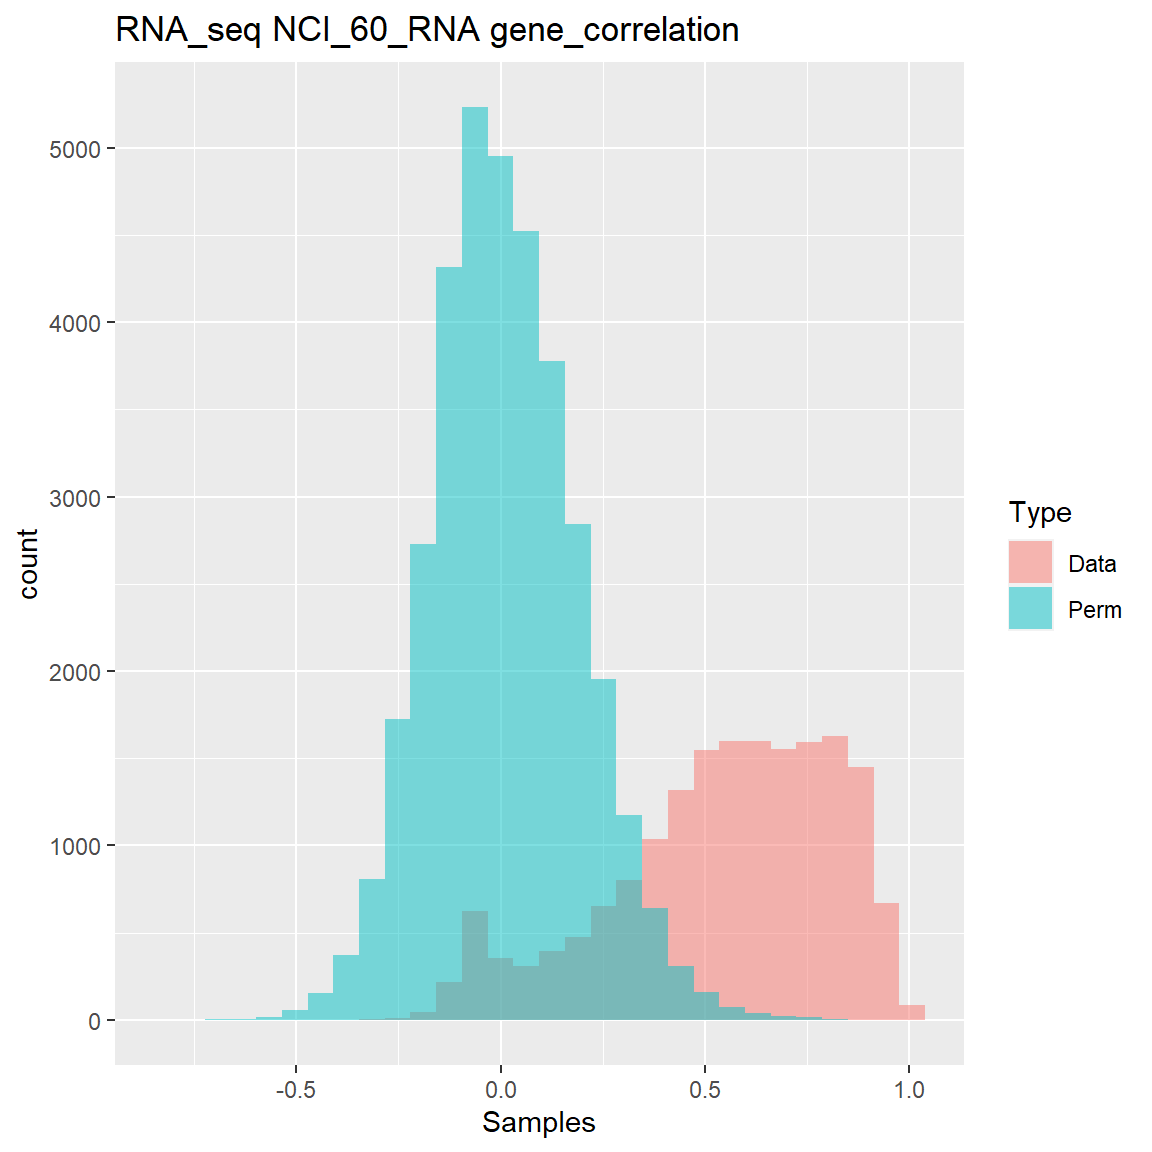 RNA_seq NCI_60_RNA gene_correlation
5000
4000
3000
2000
1000
0
count
-0.5
0.0
0.5
1.0
Samples
Type
Data
Perm